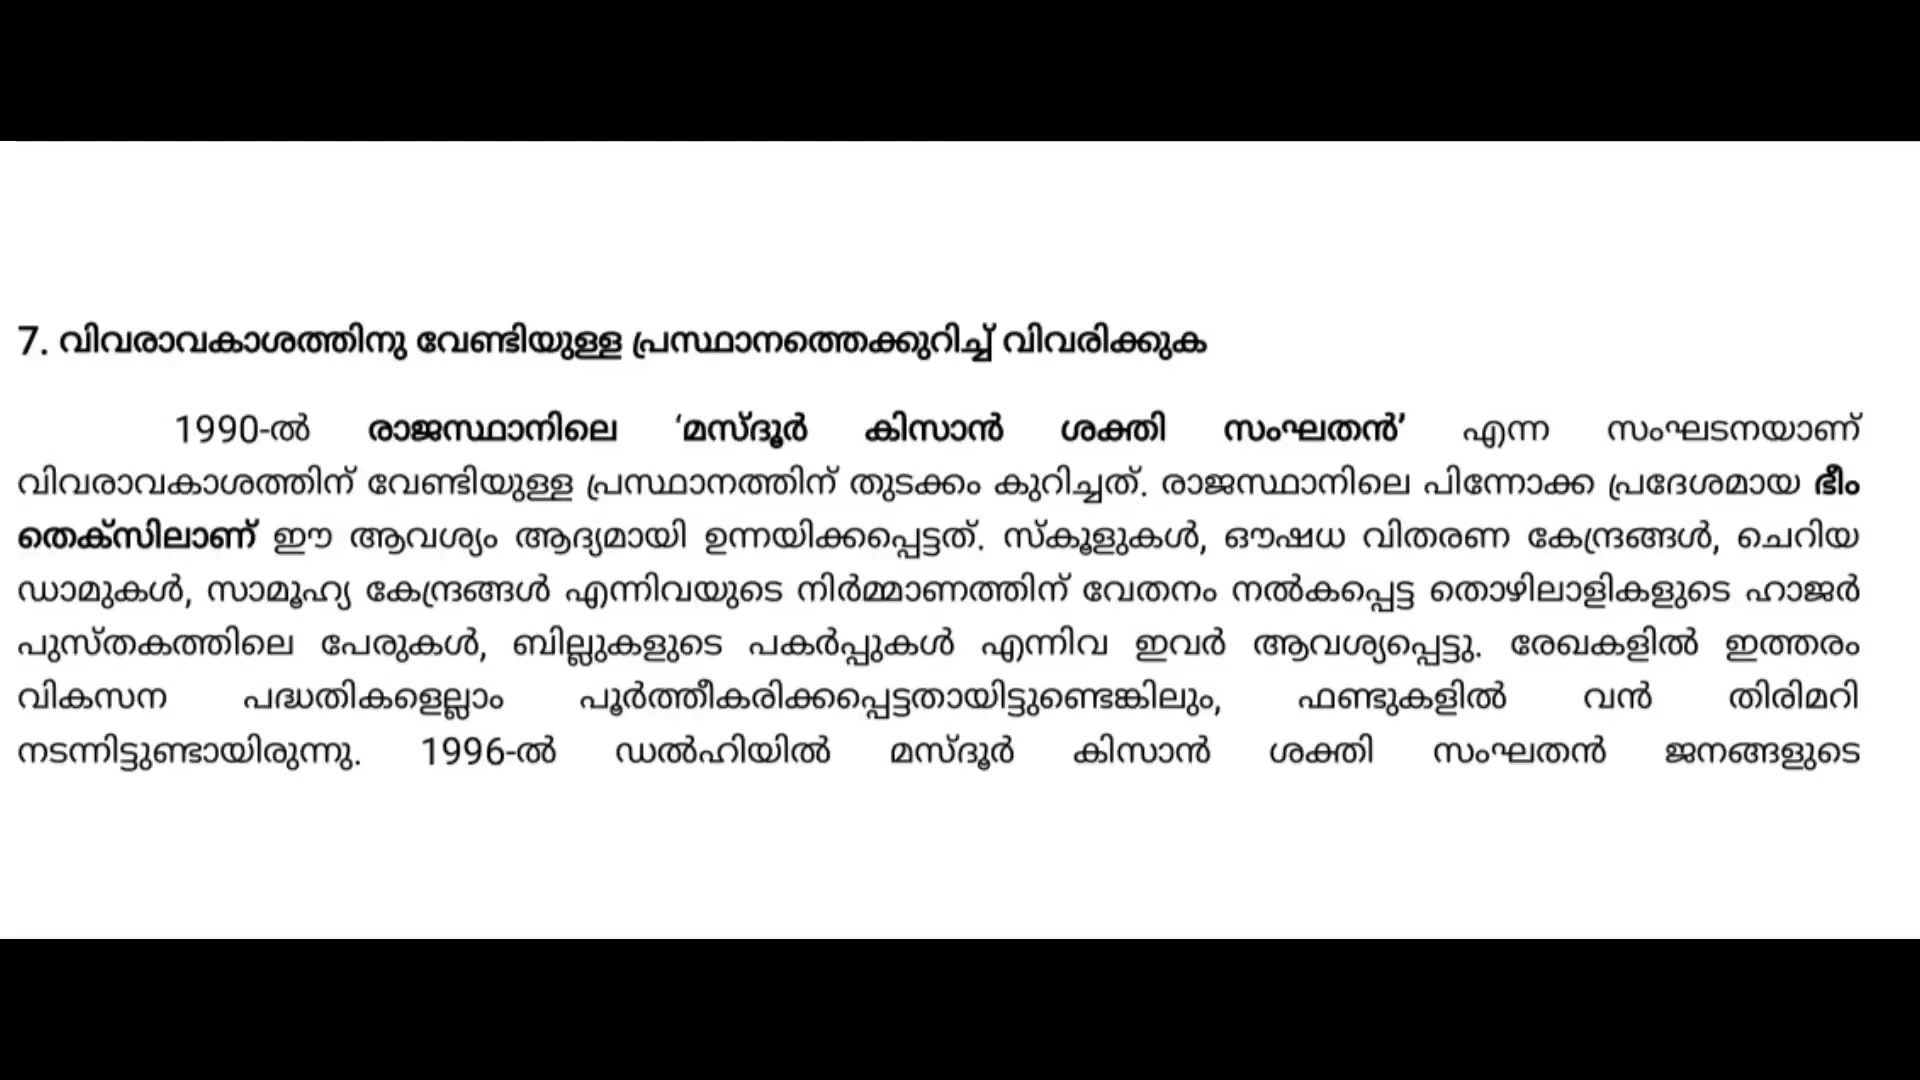 7. വിവരാവകാശത്തിനു വേണ്ടിയുള്ള പ്രസ്ഥാനത്തെക്കുറിച്ച് വിവരിക്കുക
1990-ൽ രാജസ്ഥാനിലെ ‘മസ്ദൂർ കിസാൻ ശക്തി സംഘതൻ’ എന്ന സംഘടനയാണ്
വിവരാവകാശത്തിന് വേണ്ടിയുള്ള പ്രസ്ഥാനത്തിന് തുടക്കം കുറിച്ചത്. രാജസ്ഥാനിലെ പിന്നോക്ക പ്രദേശമായ ഭീം
തെക്സിലാണ് ഈ ആവശ്യം ആദ്യമായി ഉന്നയിക്കപ്പെട്ടത്. സ്കൂളുകൾ, ഔഷധ വിതരണ കേന്ദ്രങ്ങൾ, ചെറിയ
ഡാമുകൾ, സാമൂഹ്യ കേന്ദ്രങ്ങൾ എന്നിവയുടെ നിർമ്മാണത്തിന് വേതനം നൽകപ്പെട്ട തൊഴിലാളികളുടെ ഹാജർ
പുസ്തകത്തിലെ പേരുകൾ, ബില്ലുകളുടെ പകർപ്പുകൾ എന്നിവ ഇവർ ആവശ്യപ്പെട്ടു. രേഖകളിൽ ഇത്തരം
വികസന പദ്ധതികളെല്ലാം പൂർത്തീകരിക്കപ്പെട്ടതായിട്ടുണ്ടെങ്കിലും, ഫണ്ടുകളിൽ വൻ തിരിമറി
നടന്നിട്ടുണ്ടായിരുന്നു. 1996-ൽ ഡൽഹിയിൽ മസ്ദൂർ കിസാൻ ശക്തി സംഘതൻ ജനങ്ങളുടെ